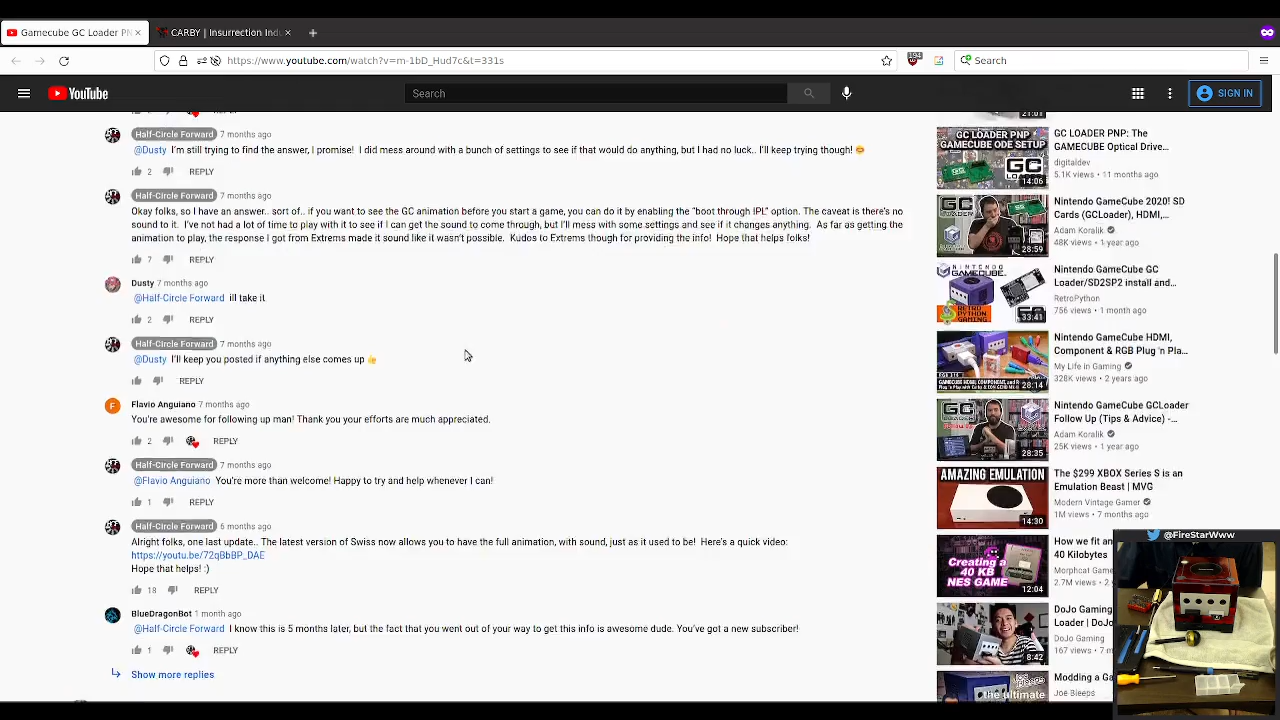 Gamecube GC Loader PN
CARBY | Insurrection Indu
https://www.youtube.com/watch?v=m-1bD_Hud7c&t=331s
Search
YouTube
Search
SIGN IN
Half-Circle Forward 7 months ago
@Dusty I'm still trying to find the answer, I promise! I did mess around with a bunch of settings to see if that would do anything, but I had no luck.. I'll keep trying though!
2 REPLY
Half-Circle Forward 7 months ago
Okay folks, so I have an answer.. sort of.. if you want to see the GC animation before you start a game, you can do it by enabling the "boot through IPL" option. The caveat is there's no
sound to it. I've not had a lot of time to play with it to see if I can get the sound to come through, but I'll mess with some settings and see if it changes anything. As far as getting the
animation to play, the response I got from Extrems made it sound like it wasn't possible. Kudos to Extrems though for providing the info! Hope that helps folks!
7 REPLY
Dusty 7 months ago
@Half-Circle Forward ill take it
2 REPLY
Half-Circle Forward 7 months ago
@Dusty I'll keep you posted if anything else comes up
REPLY
F
Flavio Anguiano 7 months ago
You're awesome for following up man! Thank you your efforts are much appreciated.
2 REPLY
Half-Circle Forward 7 months ago
@Flavio Anguiano You're more than welcome! Happy to try and help whenever I can!
1 REPLY
Half-Circle Forward 6 months ago
Alright folks, one last update.. The latest version of Swiss now allows you to have the full animation, with sound, just as it used to be! Here's a quick video:
https://youtu.be/72qBbBP_DAE
Hope that helps! :)
18 REPLY
BlueDragonBot 1 month ago
@Half-Circle Forward I know this is 5 months later, but the fact that you went out of your way to get this info is awesome dude. You've got a new subscriber!
1 REPLY
Show more replies
21:01
GC LOADER PNP
GAMECUBE ODE SETUP
GC
LOADER
14:06
GC LOADER PNP: The
GAMECUBE Optical Drive...
digitaldev
5.1K views • 11 months ago
28:59
Nintendo GameCube 2020! SD
Cards (GCLoader), HDMI,...
Adam Koralik
48K views • 1 year ago
NINTENDO
GAMECUBE
RETRO
PYTHON
GAMING
33:41
Nintendo GameCube GC
Loader/SD2SP2 install and...
RetroPython
756 views • 1 month ago
28:14
Nintendo GameCube HDMI,
Component & RGB Plug 'n Pla...
My Life in Gaming
328K views • 2 years ago
GC
28:35
Nintendo GameCube GCLoader
Follow Up (Tips & Advice) -...
Adam Koralik
25K views • 1 year ago
AMAZING EMULATION
14:30
The $299 XBOX Series S is an
Emulation Beast | MVG
Modern Vintage Gamer
1M views • 7 months ago
Creating a
40 KB
NES GAME
12:04
How we fit an
40 Kilobytes
Morphcat Games
2.7M views • 2
8:42
DoJo Gaming
Loader | DoJo
DoJo Gaming
167 views • 7 m
the ultimate
Modding a Ga
Joe Bleeps
@FireStarWww